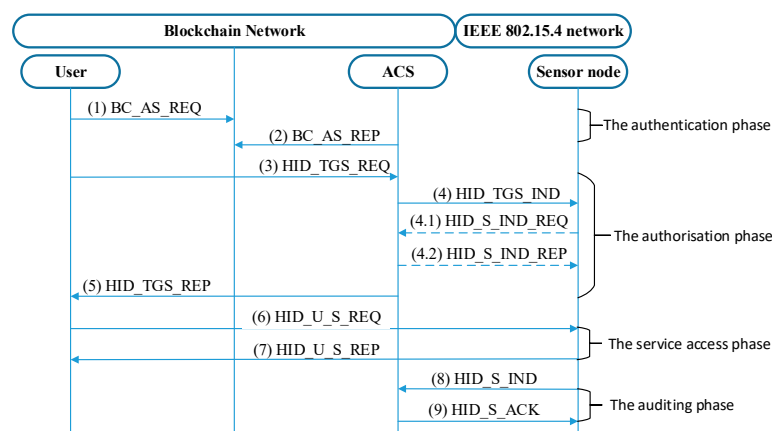 Blockchain Network
IEEE 802.15.4 network
User
ACS
Sensor node
(1) BC_AS_REQ
The authentication phase
(2) BC_AS_REP
(3) HID_TGS_REQ
(4) HID_TGS_IND
(4.1) HID_S_IND_REQ
The authorisation phase
(4.2) HID_S_IND_REP
(5) HID_TGS_REP
(6) HID_U_S_REQ
The service access phase
(7) HID_U_S_REP
(8) HID_S_IND
The auditing phase
(9) HID_S_ACK